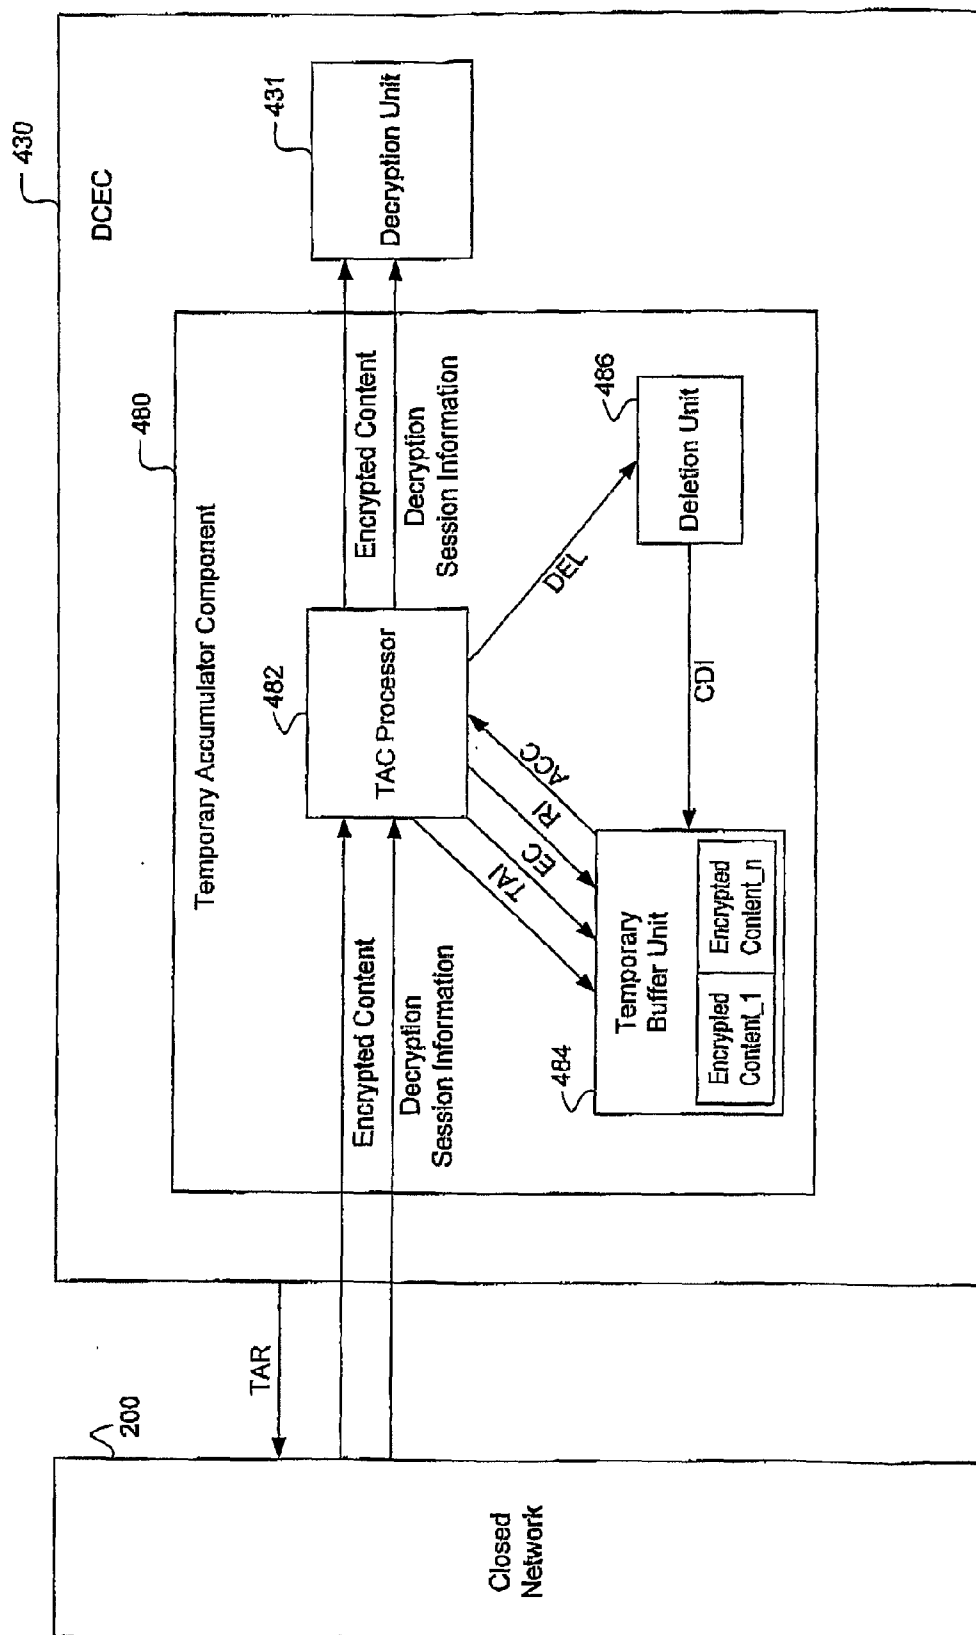 430
DCEC
431
Decryption Unit
480
Temporary Accumulator Component
Encrypted Content
Decryption
Session Information
482
TAC Processor
Encrypted Content
Decryption
Session Information
486
Deletion Unit
DEL
CDI
ACC
RI
EC
TAI
484
Temporary
Buffer Unit
Encrypted
Content_1
Encrypted
Content_n
TAR
200
Closed
Network